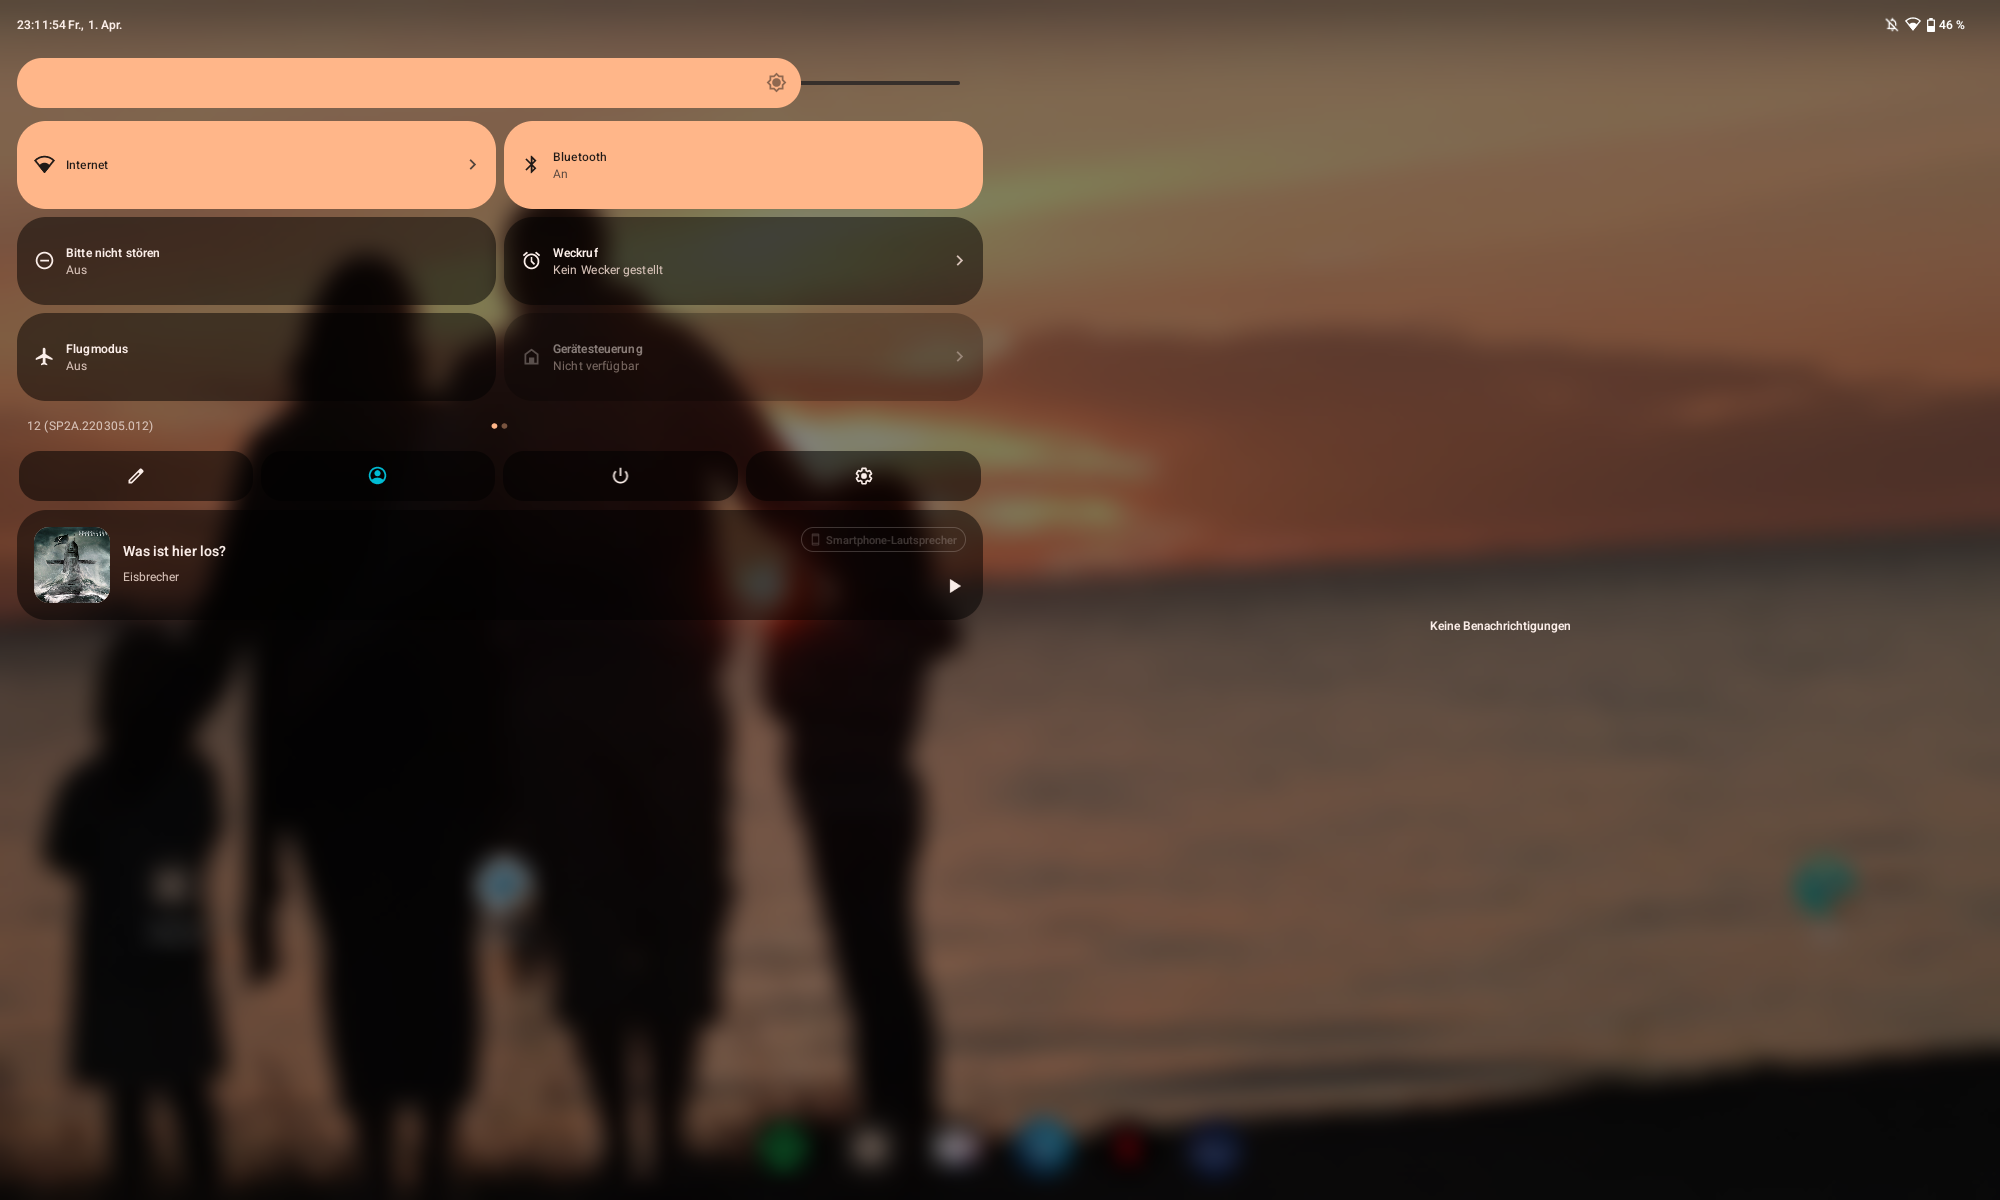 23:11:54 Fr., 1. Apr.
46 %
Internet
Bluetooth
An
Bitte nicht stören
Aus
Weckruf
Kein Wecker gestellt
Flugmodus
Aus
Gerätesteuerung
Nicht verfügbar
12 (SP2A.220305.012)
Smartphone-Lautsprecher
Was ist hier los?
Eisbrecher
Keine Benachrichtigungen